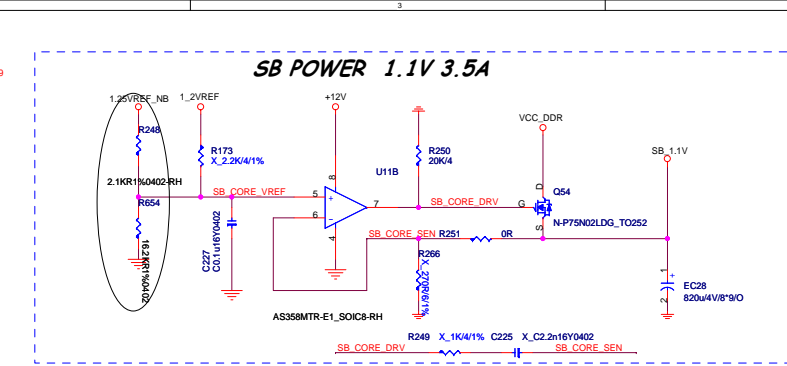 3
SB POWER 1.1V 3.5A
1.25VREF_NB
1_2VREF
+12V
VCC_DDR
SB_1.1V
R248
2.1KR1%0402-RH
R173
X_2.2K/4/1%
R250
20K/4
U11B
R654
16.2KR1%0402
SB_CORE_VREF
5
+
6
-
7
8
4
SB_CORE_DRV
G
D
S
Q54
N-P75N02LDG_TO252
C227
C0.1u16Y0402
SB_CORE_SEN
R251
0R
R266
X_270R/6/1%
1
+
2
EC28
820u/4V/8*9/O
AS358MTR-E1_SOIC8-RH
SB_CORE_DRV
R249
X_1K/4/1%
C225
X_C2.2n16Y0402
SB_CORE_SEN